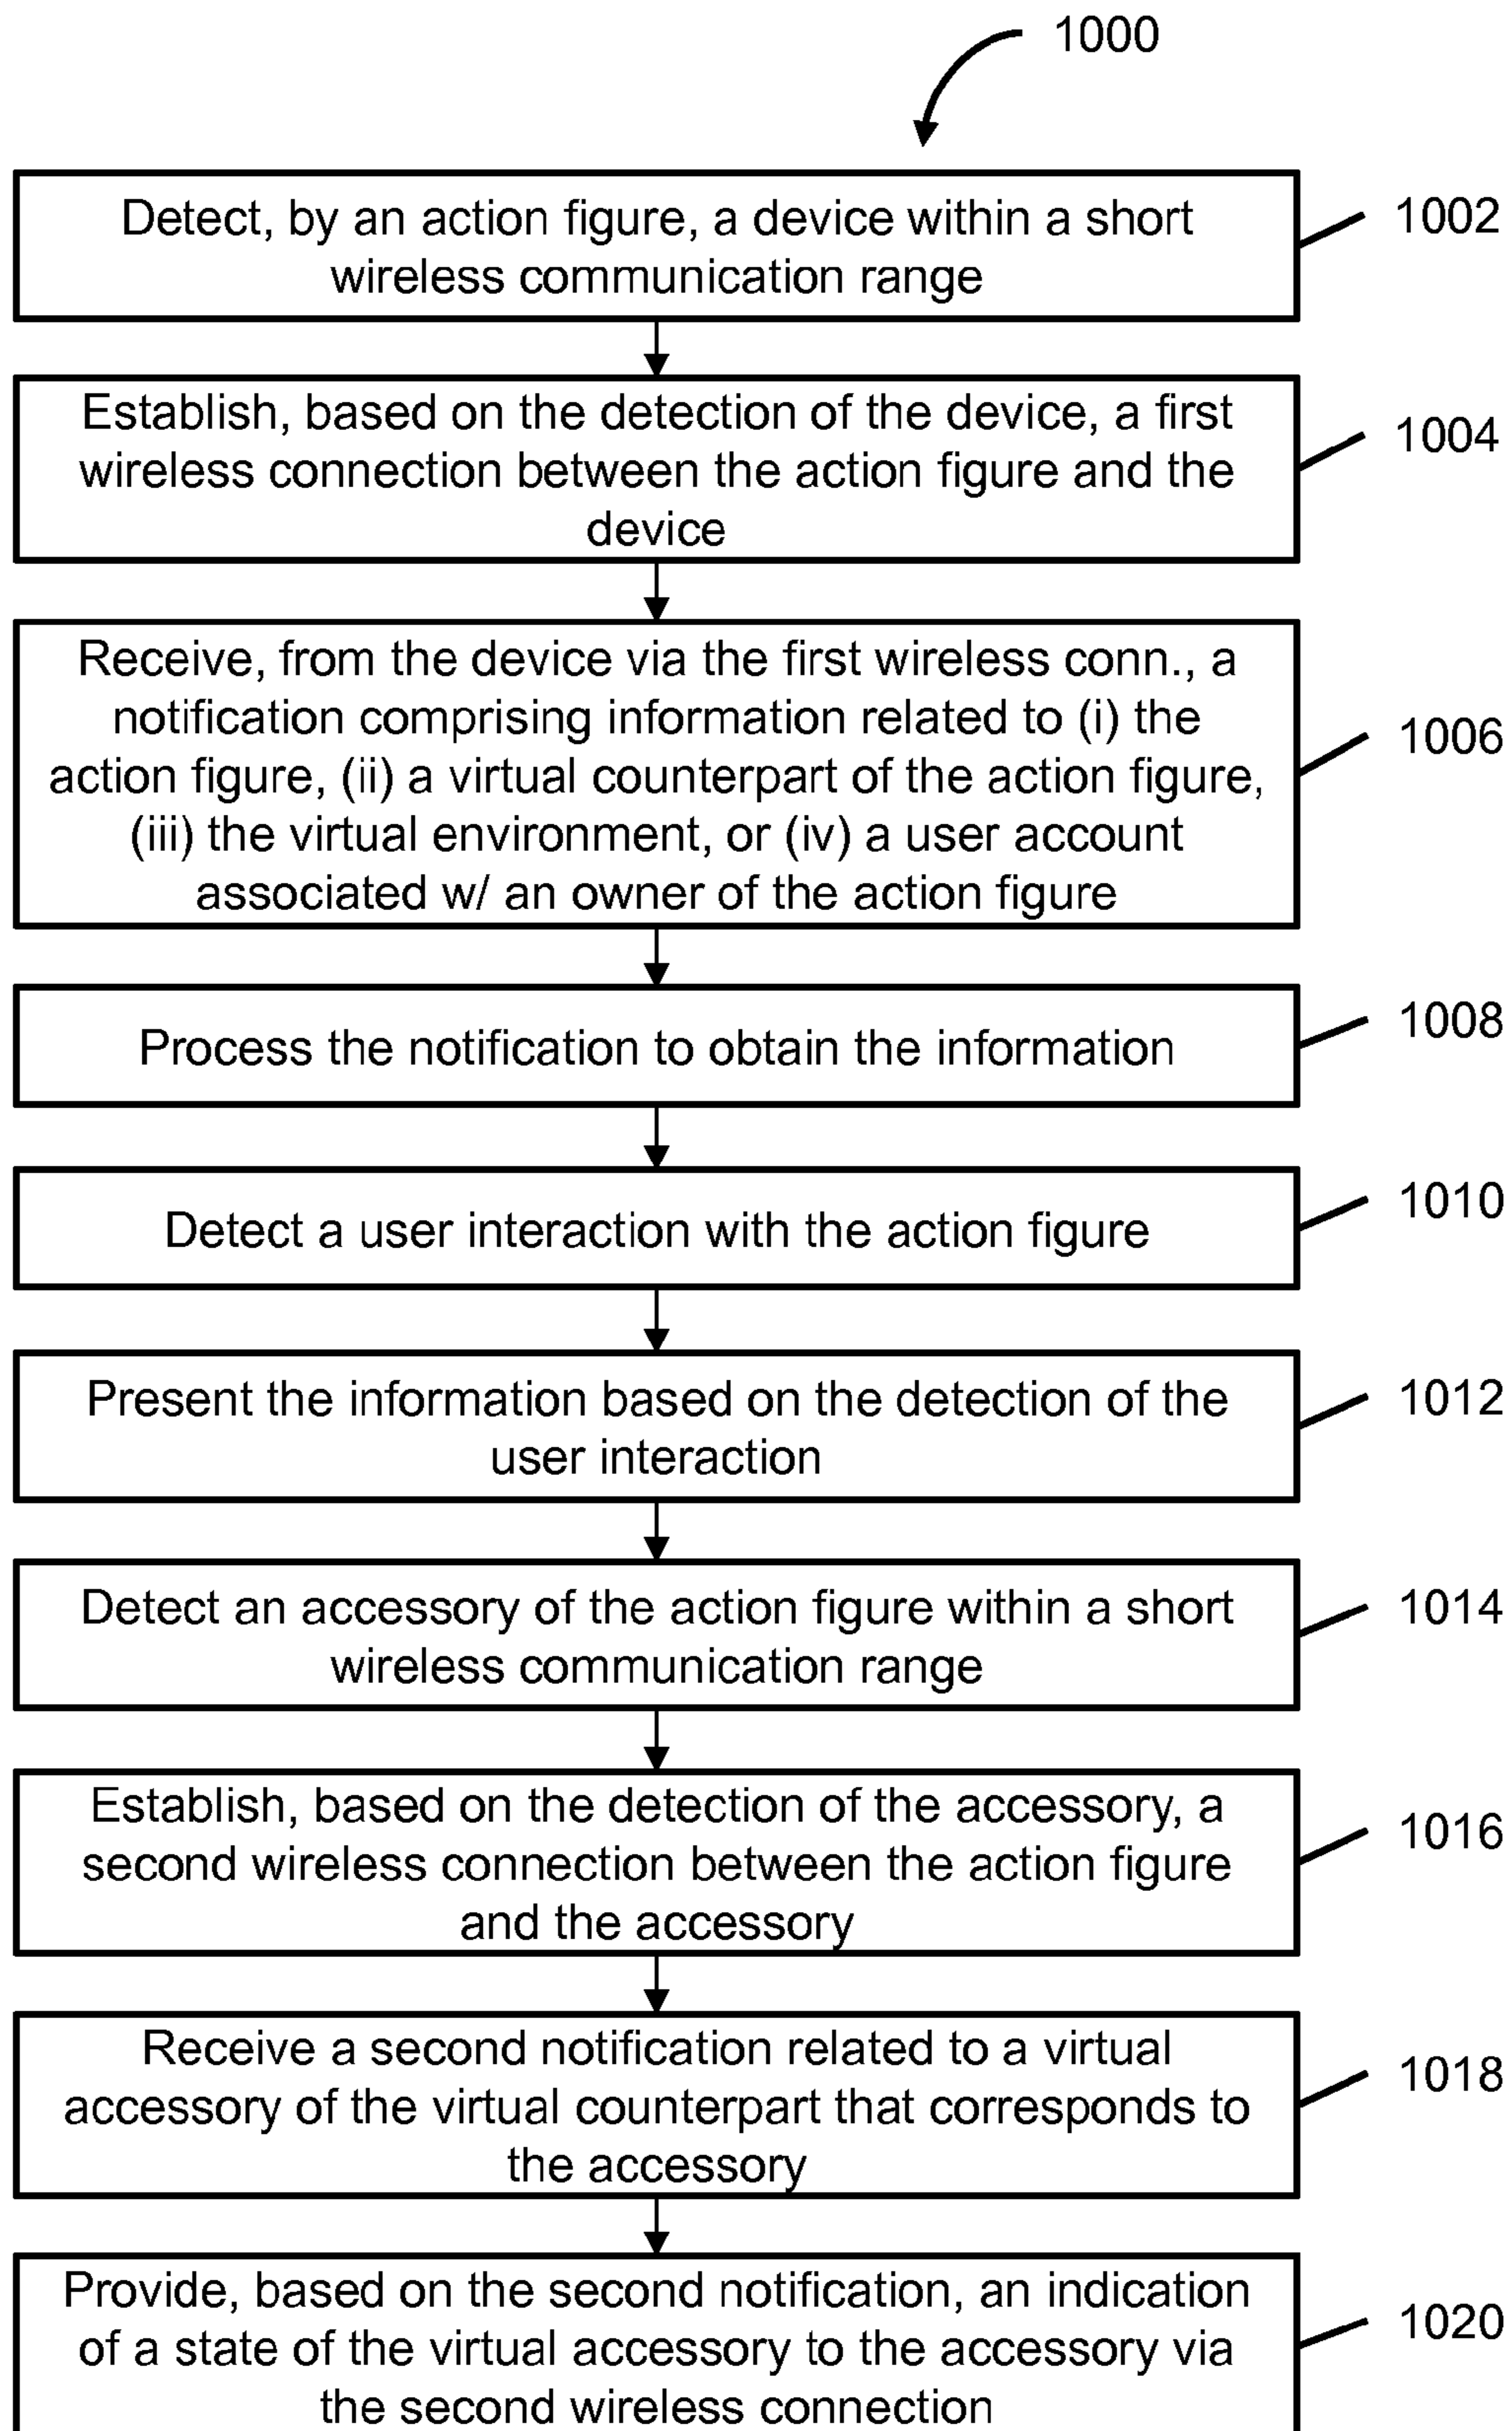 1000
Detect, by an action figure, a device within a short
wireless communication range
1002
Establish, based on the detection of the device, a first
wireless connection between the action figure and the
device
1004
Receive, from the device via the first wireless conn., a
notification comprising information related to (i) the
action figure, (ii) a virtual counterpart of the action figure,
(iii) the virtual environment, or (iv) a user account
associated w/ an owner of the action figure
1006
Process the notification to obtain the information
1008
Detect a user interaction with the action figure
1010
Present the information based on the detection of the
user interaction
1012
Detect an accessory of the action figure within a short
wireless communication range
1014
Establish, based on the detection of the accessory, a
second wireless connection between the action figure
and the accessory
1016
Receive a second notification related to a virtual
accessory of the virtual counterpart that corresponds to
the accessory
1018
Provide, based on the second notification, an indication
of a state of the virtual accessory to the accessory via
the second wireless connection
1020